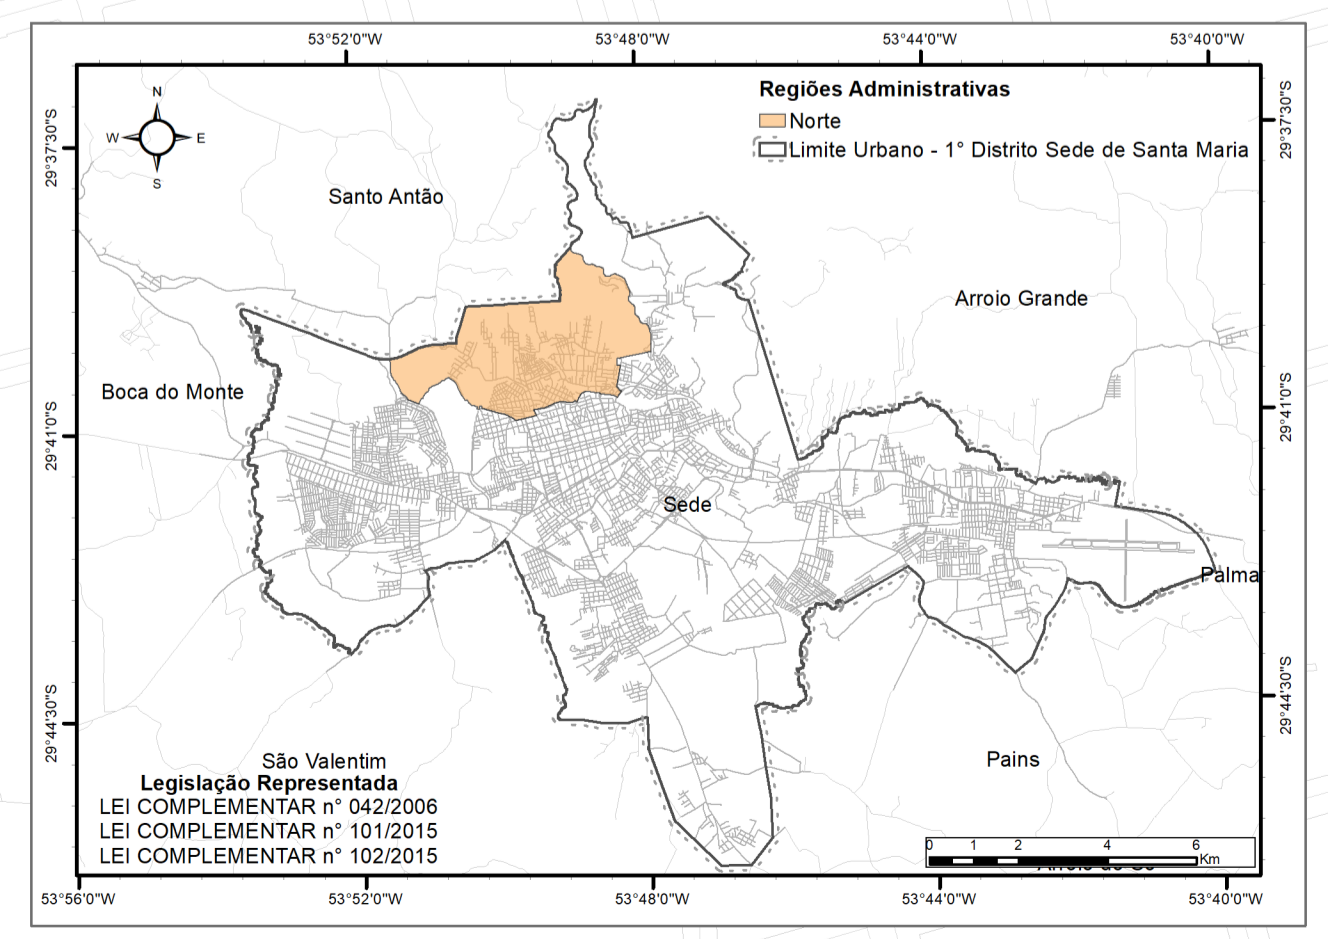 53°52'0"W 53°48'0"W 53°44'0"W 53°40'0"W
N
W E
S
29°37'30"S
29°37'30"S
Regiões Administrativas
Norte
Limite Urbano - 1° Distrito Sede de Santa Maria
Santo Antão
Arroio Grande
Boca do Monte
29°41'0"S
29°41'0"S
Sede
Palma
29°44'30"S
29°44'30"S
São Valentim
Pains
Legislação Representada
LEI COMPLEMENTAR n° 042/2006
LEI COMPLEMENTAR n° 101/2015
LEI COMPLEMENTAR n° 102/2015
0 1 2 4 6
Km
53°56'0"W 53°52'0"W 53°48'0"W 53°44'0"W 53°40'0"W